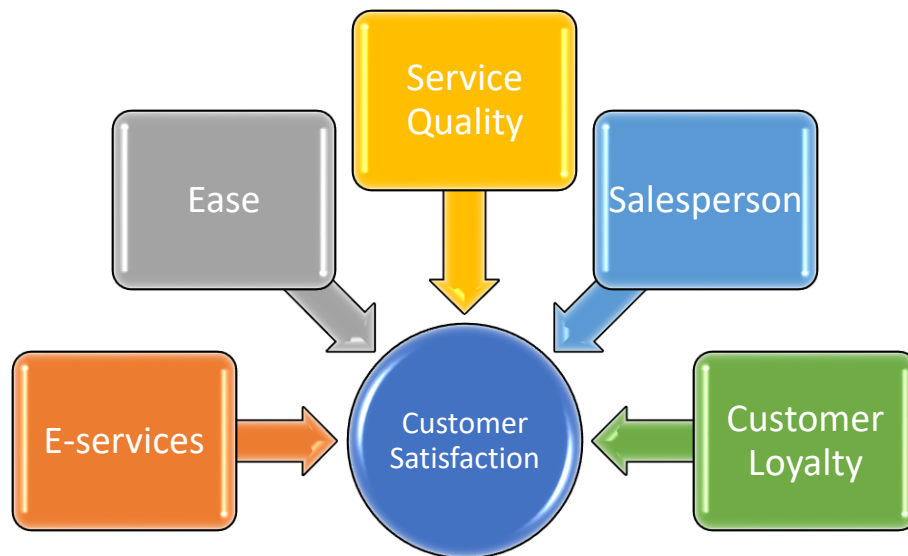 Service
Quality
Ease
Salesperson
E-services
Customer
Satisfaction
Customer
Loyalty